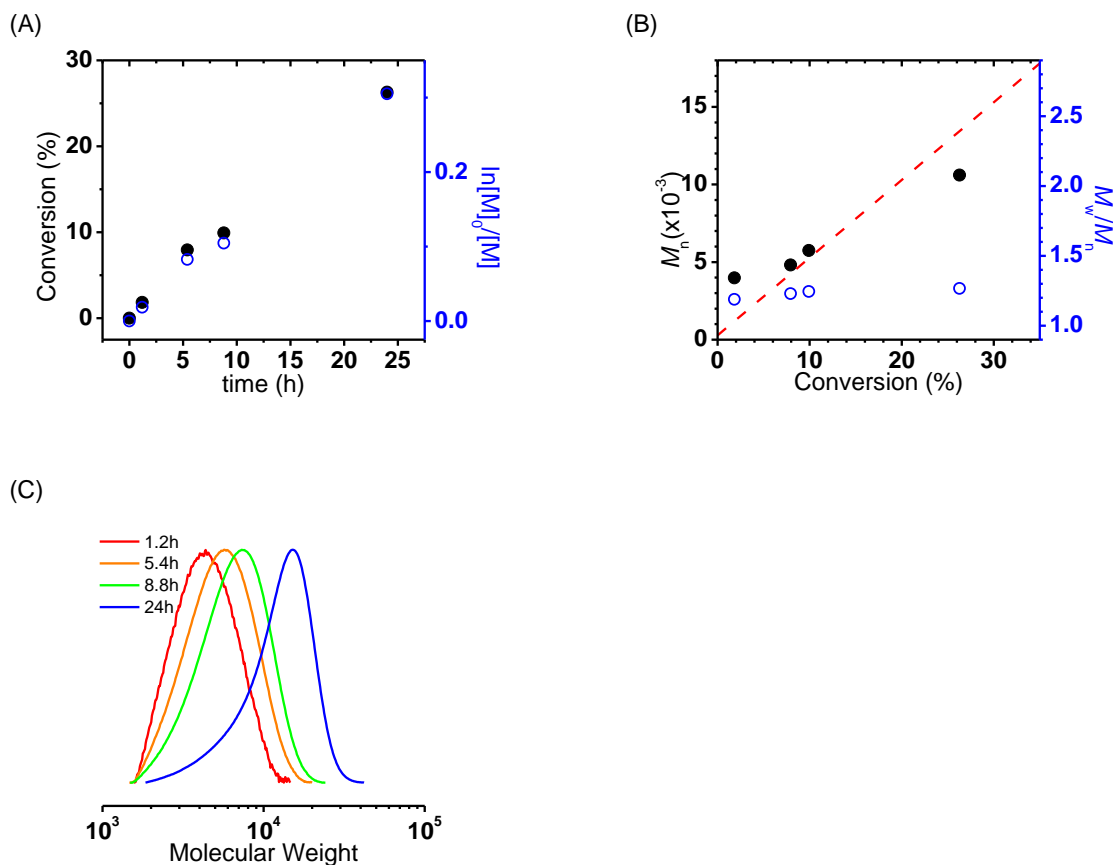 (A)
30
20
10
0
Conversion (%)
0.2
0.0
ln[M]₀/[M]
0 5 10 15 20 25
time (h)
(B)
15
10
5
0
Mₙ (x10⁻³)
2.5
2.0
1.5
1.0
M_w/Mₙ
0 10 20 30
Conversion (%)
(C)
1.2h
5.4h
8.8h
24h
10³ 10⁴ 10⁵
Molecular Weight